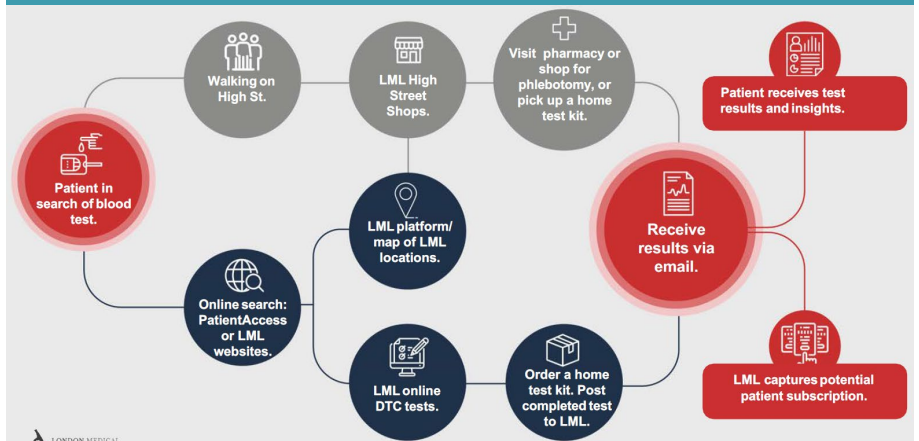 Walking on
High St.
LML High
Street
Shops.
Visit pharmacy or
shop for
phlebotomy, or
pick up a home
test kit.
Patient receives test
results and insights.
Patient in
search of blood
test.
LML platform/
map of LML
locations.
Receive
results via
email.
Online search:
PatientAccess
or LML
websites.
LML online
DTC tests.
Order a home
test kit. Post
completed test
to LML.
LML captures potential
patient subscription.
LONDON MEDICAL